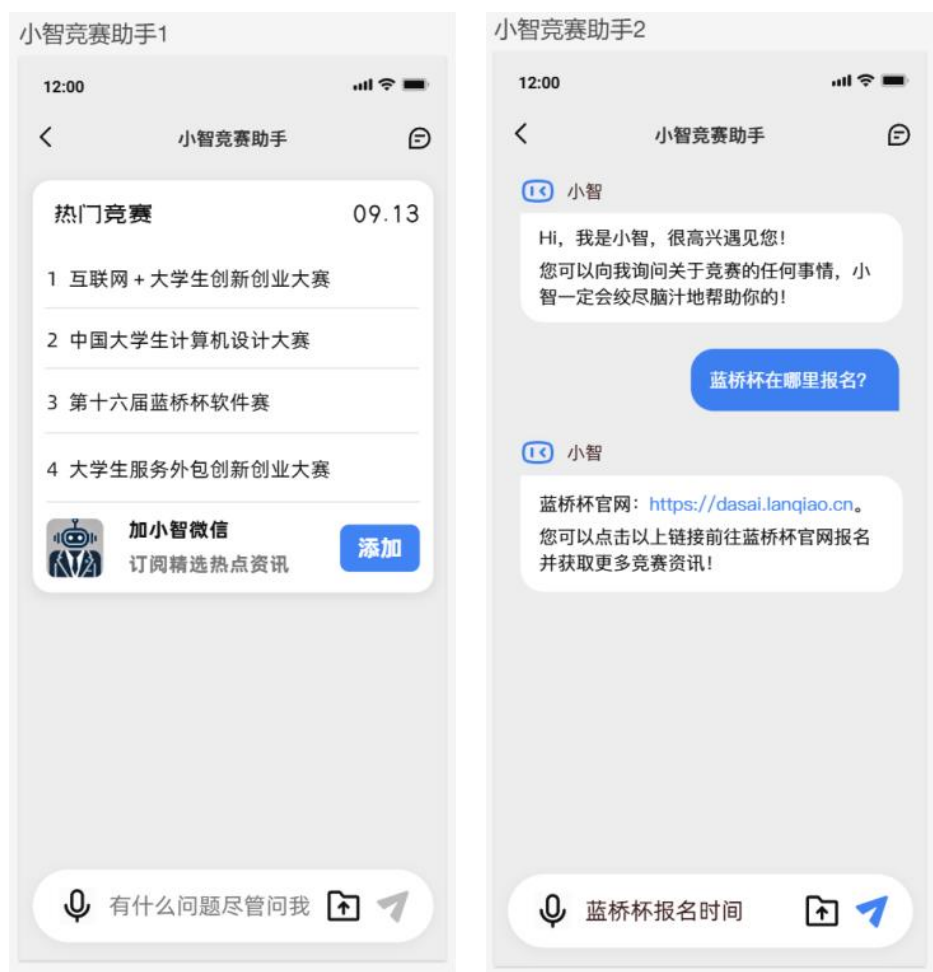 小智竞赛助手1
12:00
小智竞赛助手
热门竞赛 09.13
1 互联网+大学生创新创业大赛
2 中国大学生计算机设计大赛
3 第十六届蓝桥杯软件赛
4 大学生服务外包创新创业大赛
加小智微信
订阅精选热点资讯
添加
有什么问题尽管问我
小智竞赛助手2
12:00
小智竞赛助手
小智
Hi，我是小智，很高兴遇见您！
您可以向我询问关于竞赛的任何事情，小
智一定会绞尽脑汁地帮助你的！
蓝桥杯在哪里报名？
小智
蓝桥杯官网：https://dasai.lanqiao.cn。
您可以点击以上链接前往蓝桥杯官网报名
并获取更多竞赛资讯！
蓝桥杯报名时间